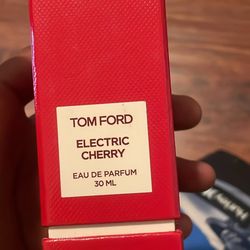 TOM FORD
ELECTRIC
CHERRY
EAU DE PARFUM
30 ML